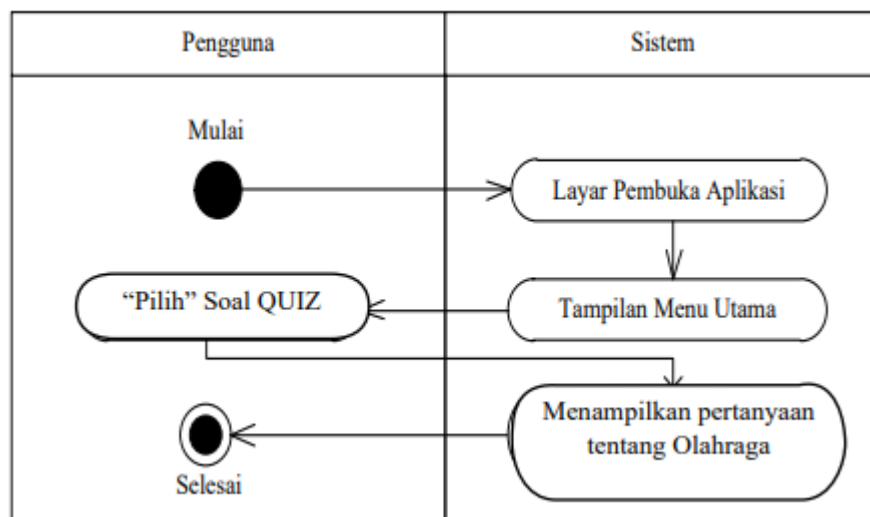 Pengguna
Sistem
Mulai
Layar Pembuka Aplikasi
“Pilih” Soal QUIZ
Tampilan Menu Utama
Menampilkan pertanyaan
tentang Olahraga
Selesai